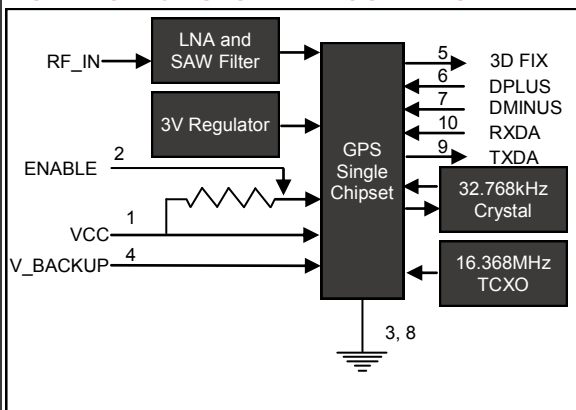 LNA and
SAW Filter
RF_IN
3V Regulator
ENABLE
2
VCC
1
V_BACKUP
4
GPS
Single
Chipset
5
3D FIX
6
DPLUS
7
DMINUS
10
RXDA
9
TXDA
32.768kHz
Crystal
16.368MHz
TCXO
3, 8